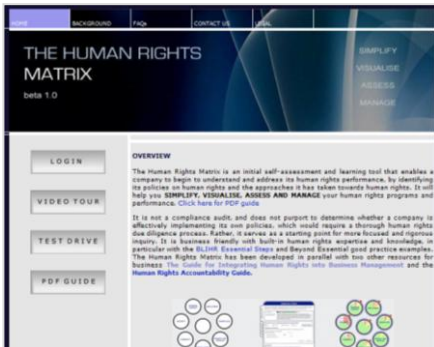 HOME BACKGROUND FAQs CONTACT US LEGAL
THE HUMAN RIGHTS
MATRIX
beta 1.0
SIMPLIFY
VISUALISE
ASSESS
MANAGE
LOGIN
VIDEO TOUR
TEST DRIVE
PDF GUIDE
OVERVIEW
The Human Rights Matrix is an initial self-assessment and learning tool that enables a
company to begin to understand and address its human rights performance, by identifying
its policies on human rights and the approaches it has taken towards human rights. It will
help you SIMPLIFY, VISUALISE, ASSESS AND MANAGE your human rights programs and
performance. Click here for PDF guide
It is not a compliance audit, and does not purport to determine whether a company is
effectively implementing its own policies, which would require a thorough human rights
due diligence process. Rather, it serves as a starting point for more focused and rigorous
inquiry. It is business friendly with built-in human rights expertise and knowledge, in
particular with the BLIHR Essential Steps and Beyond Essential good practice examples.
The Human Rights Matrix has been developed in parallel with two other resources for
business The Guide for Integrating Human Rights into Business Management and the
Human Rights Accountability Guide.